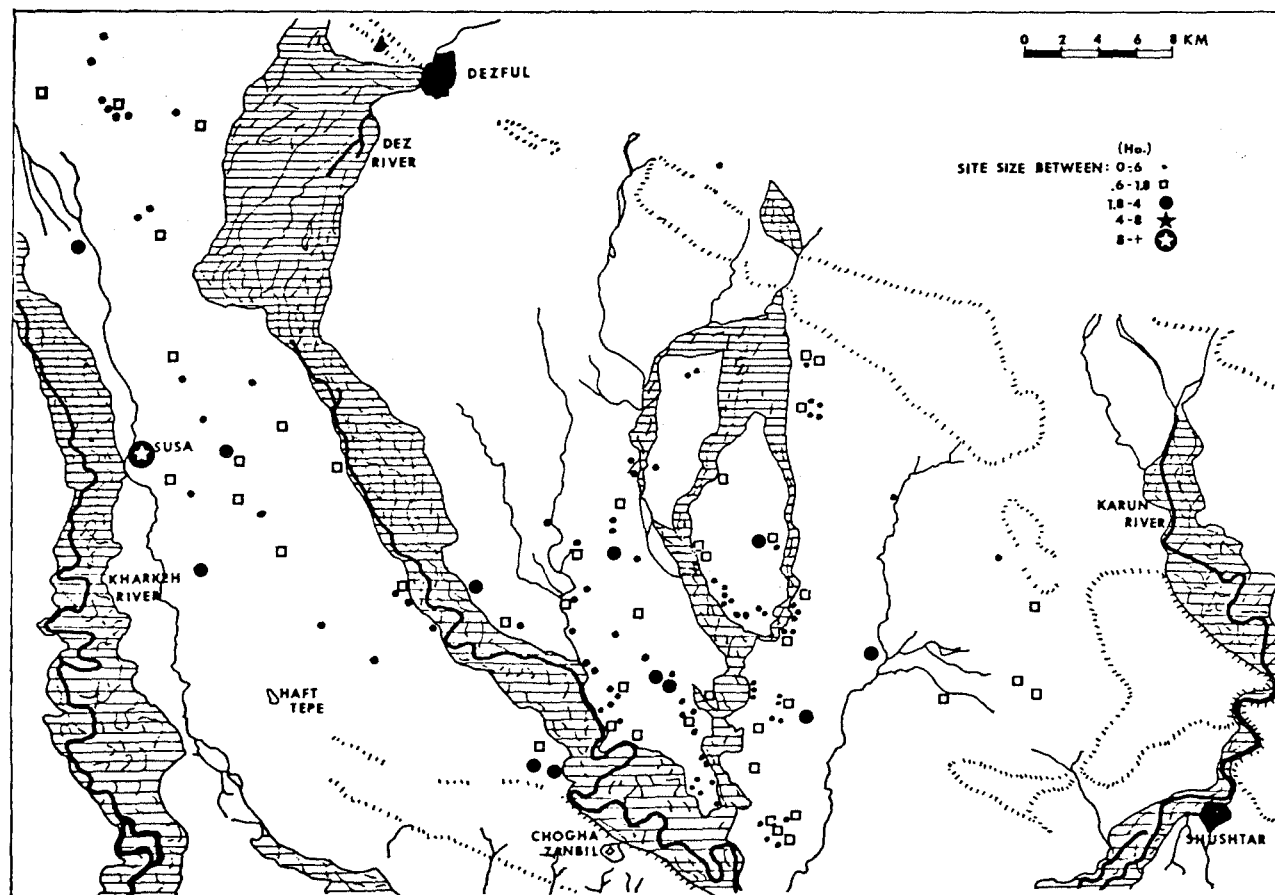 0 2 4 6 8 KM
DEZFUL
DEZ
RIVER
(Ha.)
SITE SIZE BETWEEN: 0-.6
.6-1.8
1.8-4
4-8
8-+
SUSA
KARUN
RIVER
KHARKEH
RIVER
HAFT
TEPE
CHOGHA
ZANBIL
SHUSHTAR